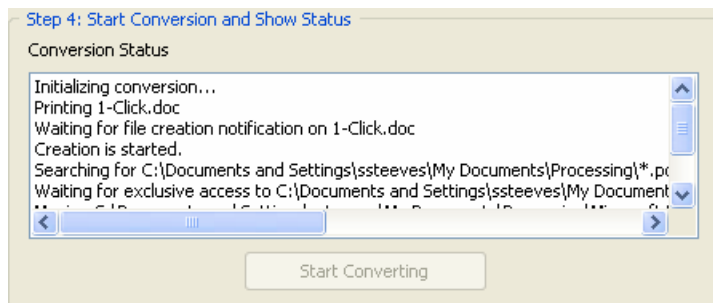 Step 4: Start Conversion and Show Status
Conversion Status
Initializing conversion...
Printing 1-Click.doc
Waiting for file creation notification on 1-Click.doc
Creation is started.
Searching for C:\Documents and Settings\ssteeves\My Documents\Processing\*.pd
Waiting for exclusive access to C:\Documents and Settings\ssteeves\My Document
Start Converting